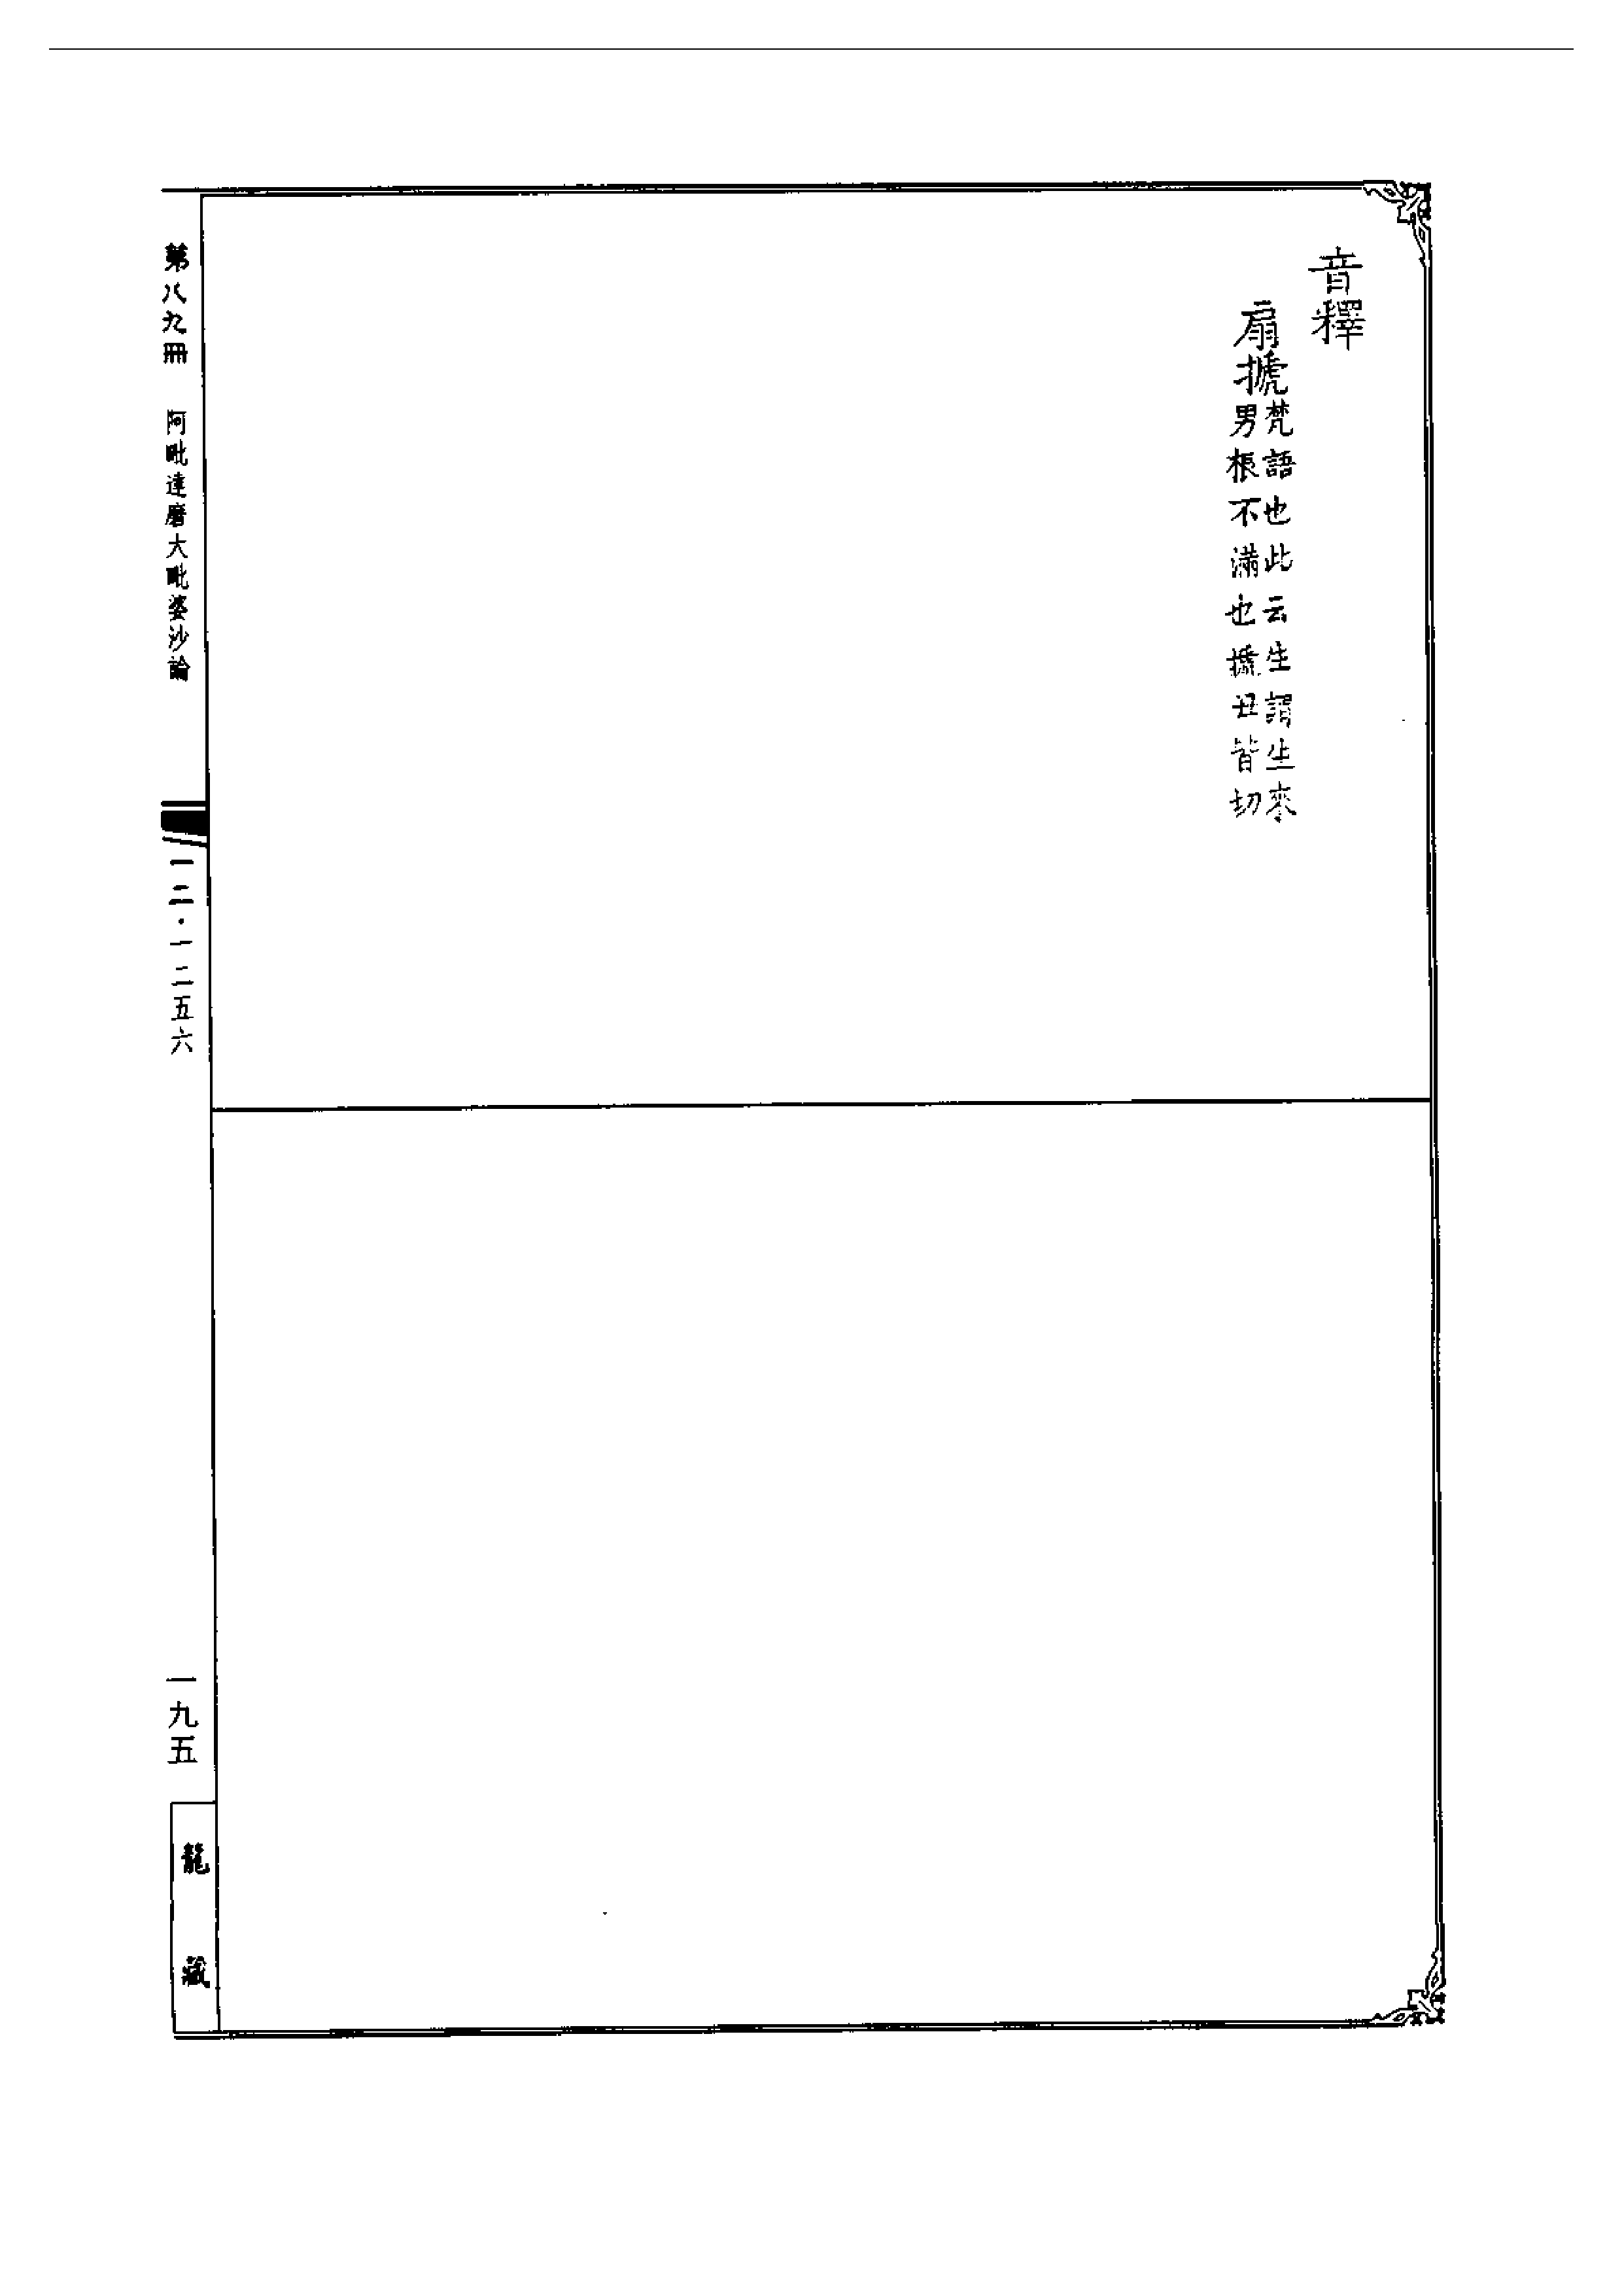 音釋
扇搋梵語也此云生謂生來
男根不滿也搋丑皆切
第八九冊 阿毗達磨大毗婆沙論
一二·一二五六
一九五
龍藏